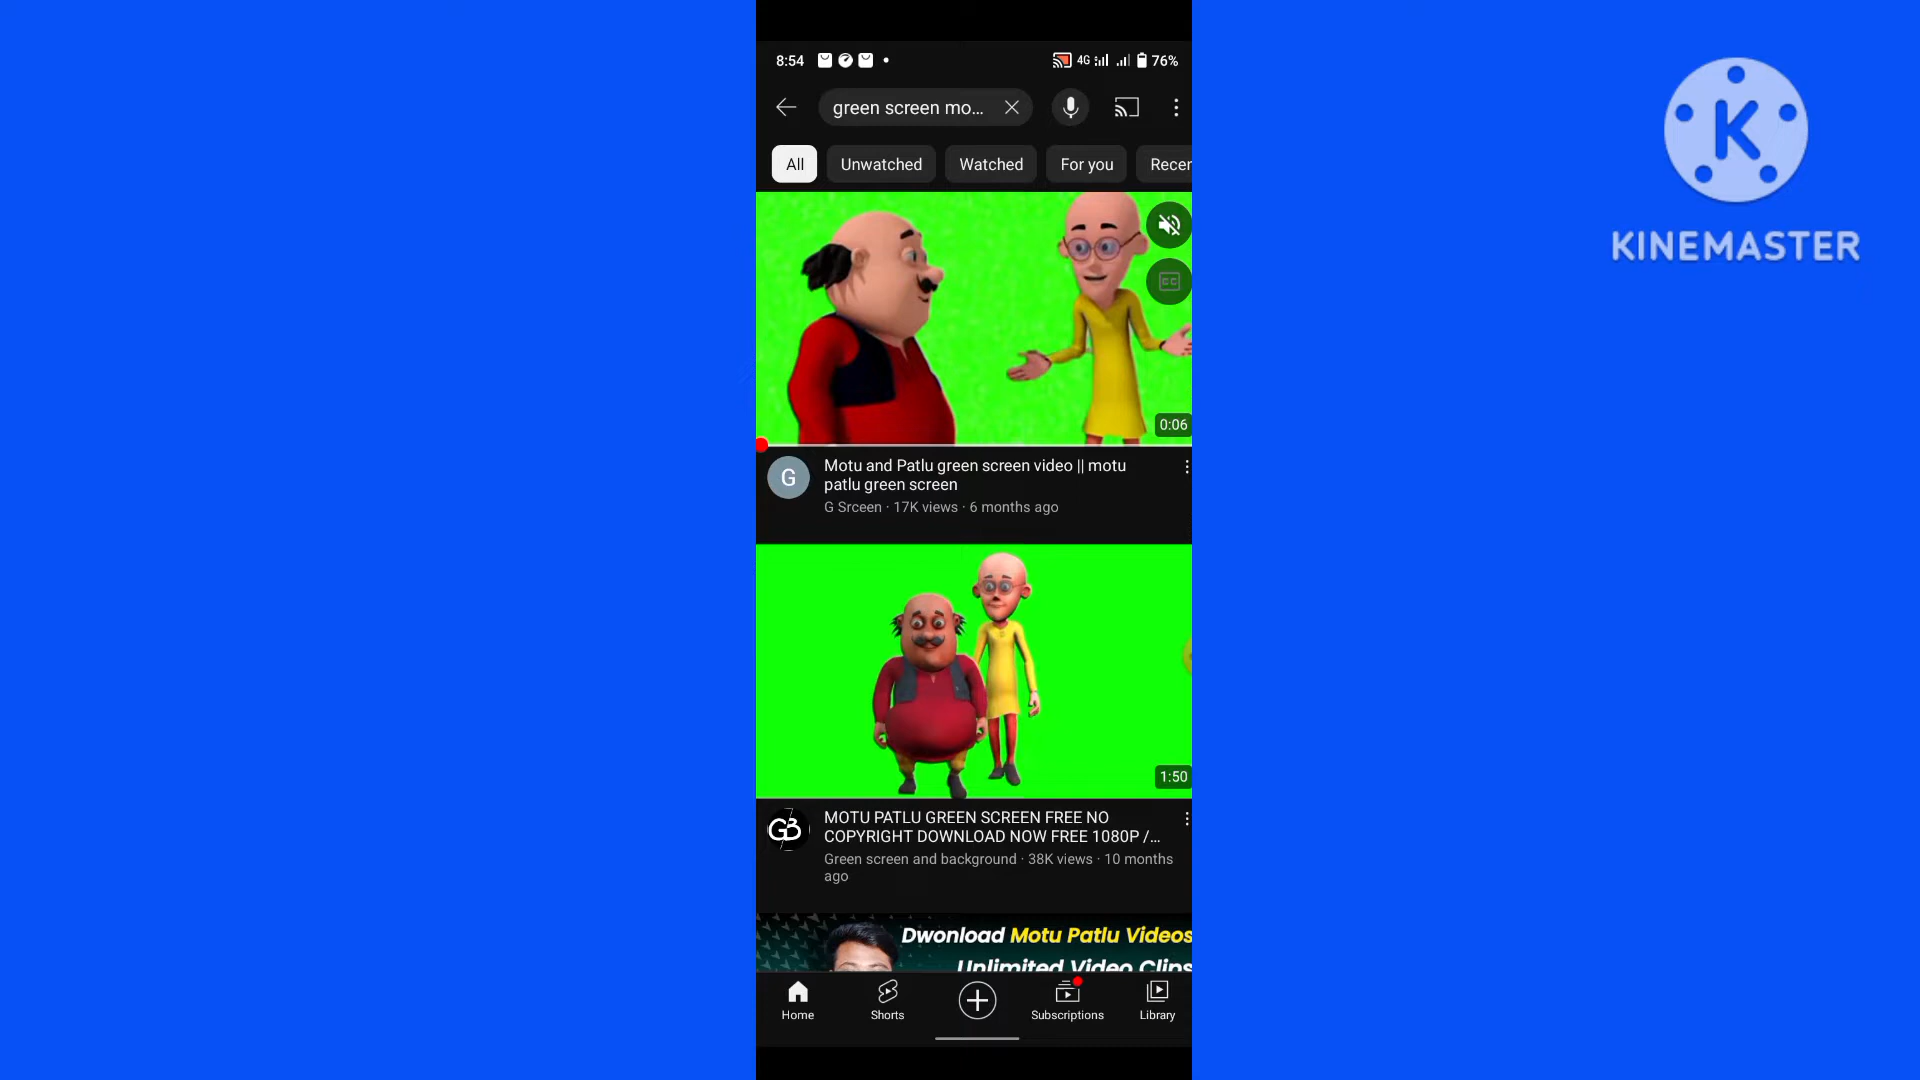 8:54
4G
76%
green screen mo...
K
KINEMASTER
All
Unwatched
Watched
For you
Recer
CC
0:06
G
Motu and Patlu green screen video || motu
patlu green screen
G Srceen · 17K views · 6 months ago
1:50
GB
MOTU PATLU GREEN SCREEN FREE NO
COPYRIGHT DOWNLOAD NOW FREE 1080P /...
Green screen and background · 38K views · 10 months
ago
Dwonload Motu Patlu Videos
Unlimited Video Clips
Home
Shorts
Subscriptions
Library